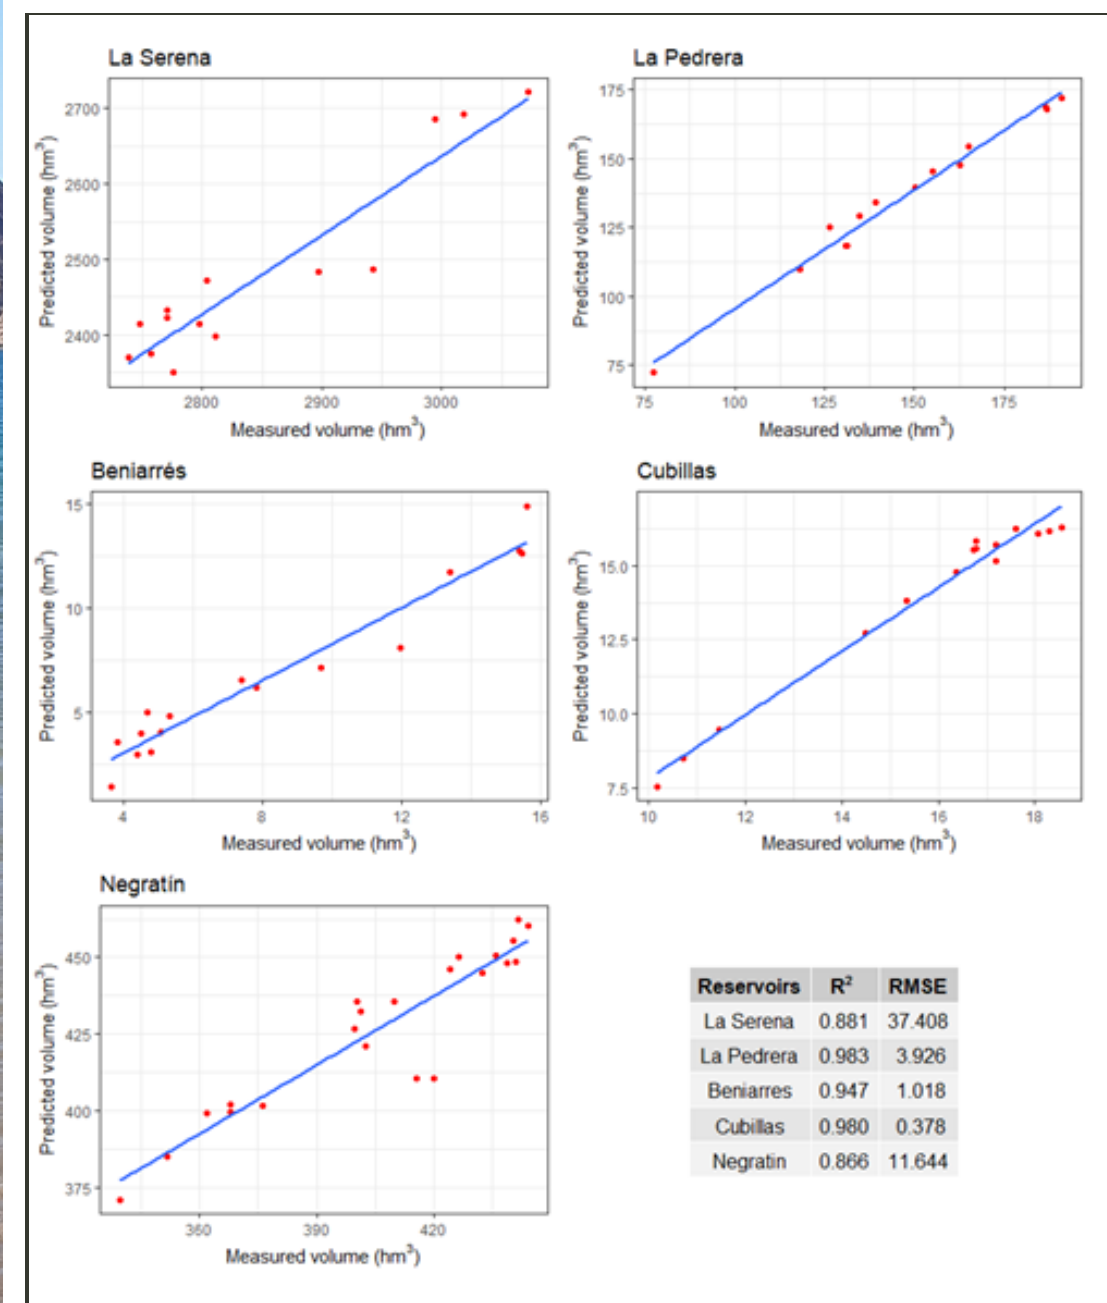 La Serena
2700
2600
2500
2400
Predicted volume (hm³)
2800 2900 3000
Measured volume (hm³)
La Pedrera
175
150
125
100
75
Predicted volume (hm³)
75 100 125 150 175
Measured volume (hm³)
Beniarrés
15
10
5
Predicted volume (hm³)
4 8 12 16
Measured volume (hm³)
Cubillas
15.0
12.5
10.0
7.5
Predicted volume (hm³)
10 12 14 16 18
Measured volume (hm³)
Negratín
450
425
400
375
Predicted volume (hm³)
360 390 420
Measured volume (hm³)
Reservoirs R² RMSE
La Serena 0.881 37.408
La Pedrera 0.983 3.926
Beniarres 0.947 1.018
Cubillas 0.980 0.378
Negratin 0.866 11.644